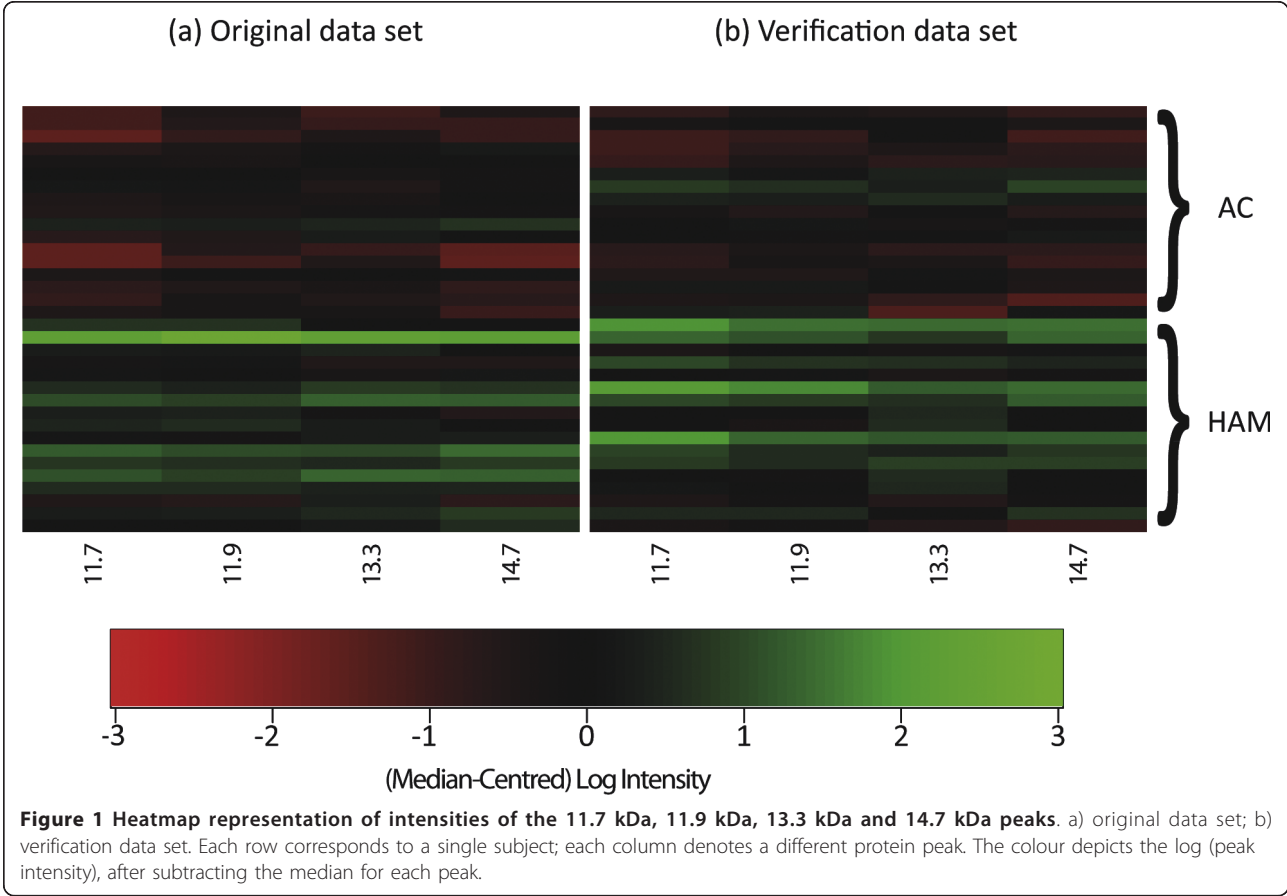 (a) Original data set
(b) Verification data set
AC
HAM
11.7
11.9
13.3
14.7
11.7
11.9
13.3
14.7
-3
-2
-1
0
1
2
3
(Median-Centred) Log Intensity
Figure 1 Heatmap representation of intensities of the 11.7 kDa, 11.9 kDa, 13.3 kDa and 14.7 kDa peaks. a) original data set; b)
verification data set. Each row corresponds to a single subject; each column denotes a different protein peak. The colour depicts the log (peak
intensity), after subtracting the median for each peak.